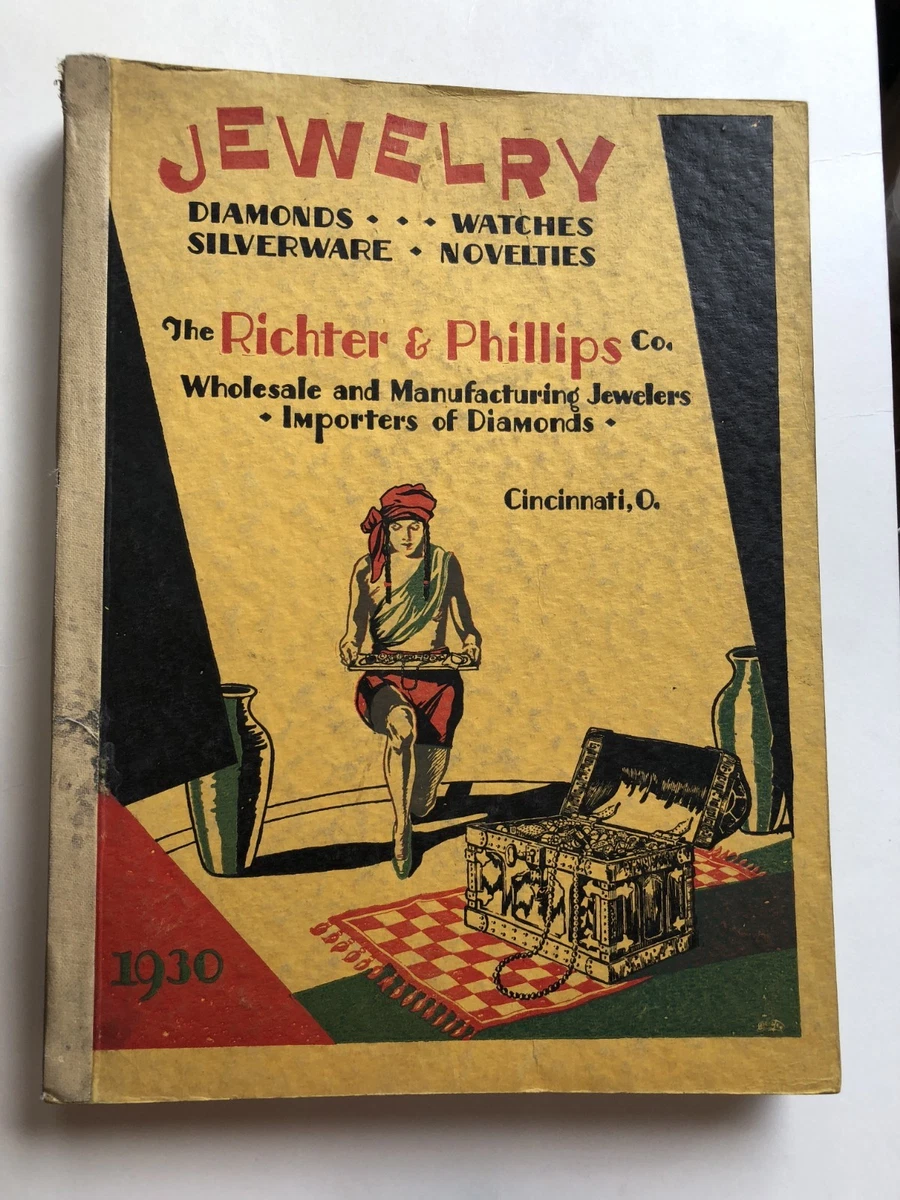 JEWELRY
DIAMONDS • • • WATCHES
SILVERWARE • NOVELTIES
The Richter & Phillips Co.
Wholesale and Manufacturing Jewelers
• Importers of Diamonds •
Cincinnati, O.
1930